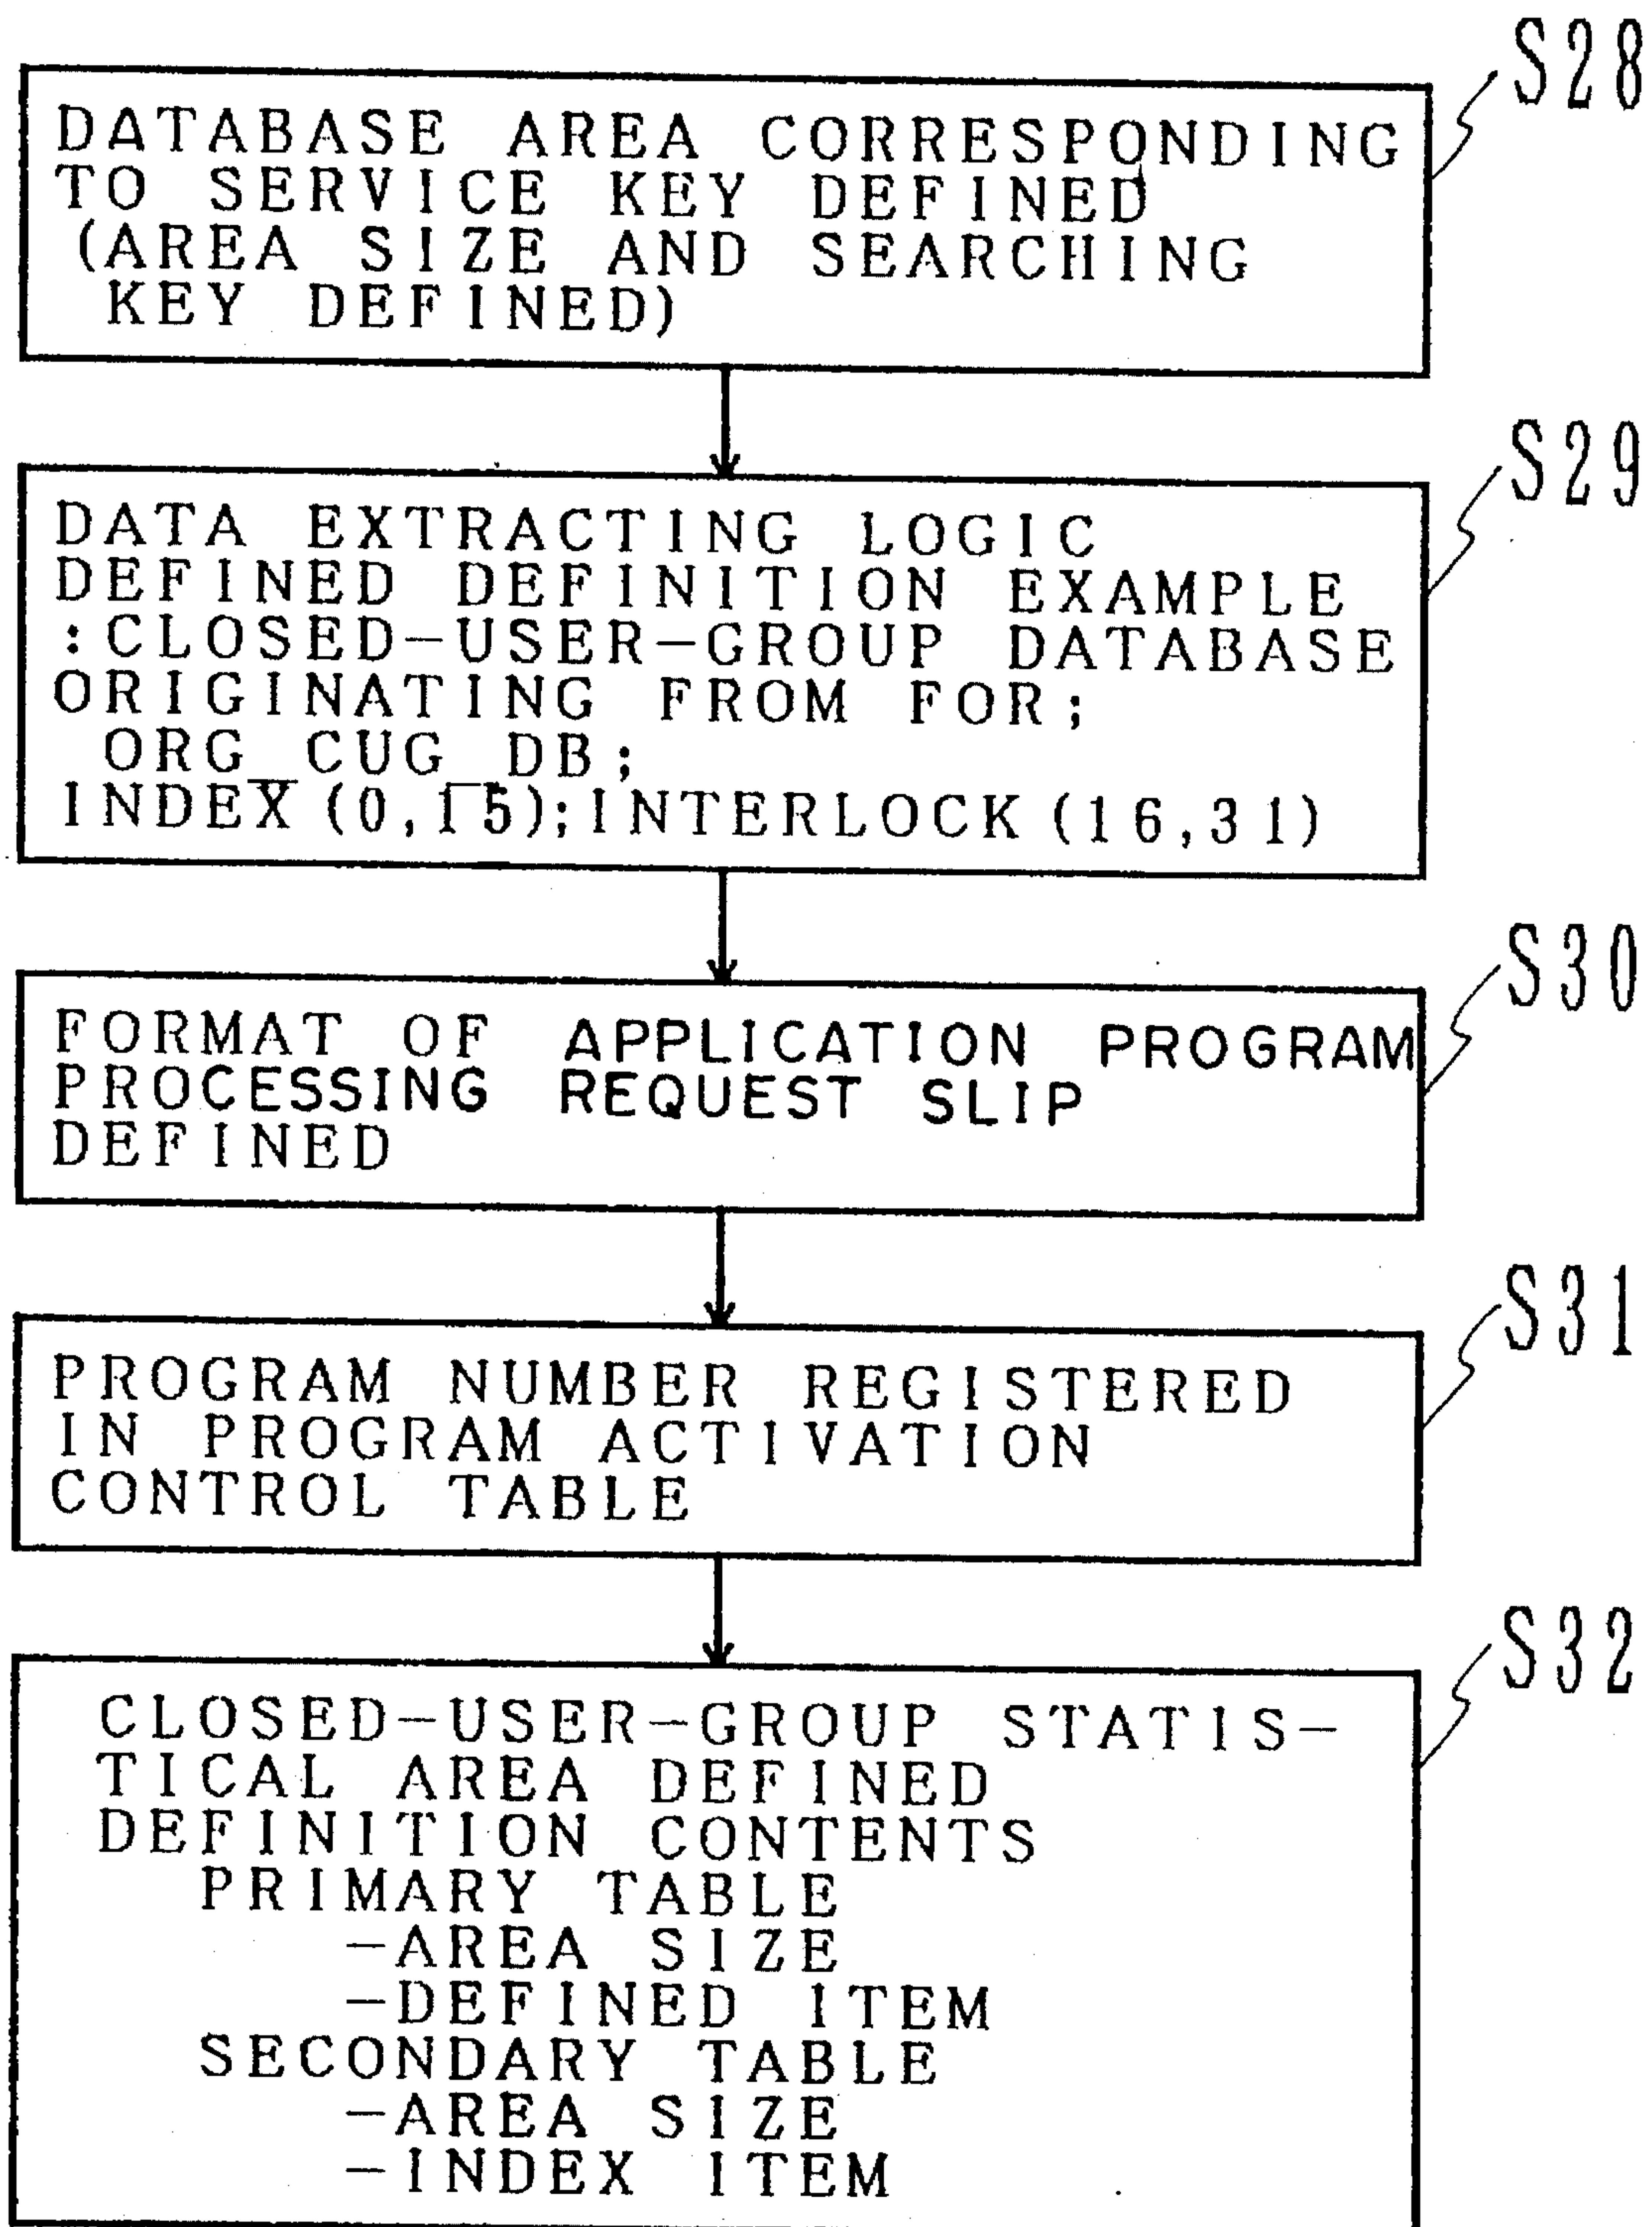 S28
DATABASE AREA CORRESPONDING
TO SERVICE KEY DEFINED
(AREA SIZE AND SEARCHING
KEY DEFINED)
S29
DATA EXTRACTING LOGIC
DEFINED DEFINITION EXAMPLE
:CLOSED-USER-GROUP DATABASE
ORIGINATING FROM FOR;
ORG_CUG_DB;
INDEX(0,15);INTERLOCK(16,31)
S30
FORMAT OF APPLICATION PROGRAM
PROCESSING REQUEST SLIP
DEFINED
S31
PROGRAM NUMBER REGISTERED
IN PROGRAM ACTIVATION
CONTROL TABLE
S32
CLOSED-USER-GROUP STATIS-
TICAL AREA DEFINED
DEFINITION CONTENTS
PRIMARY TABLE
-AREA SIZE
-DEFINED ITEM
SECONDARY TABLE
-AREA SIZE
-INDEX ITEM